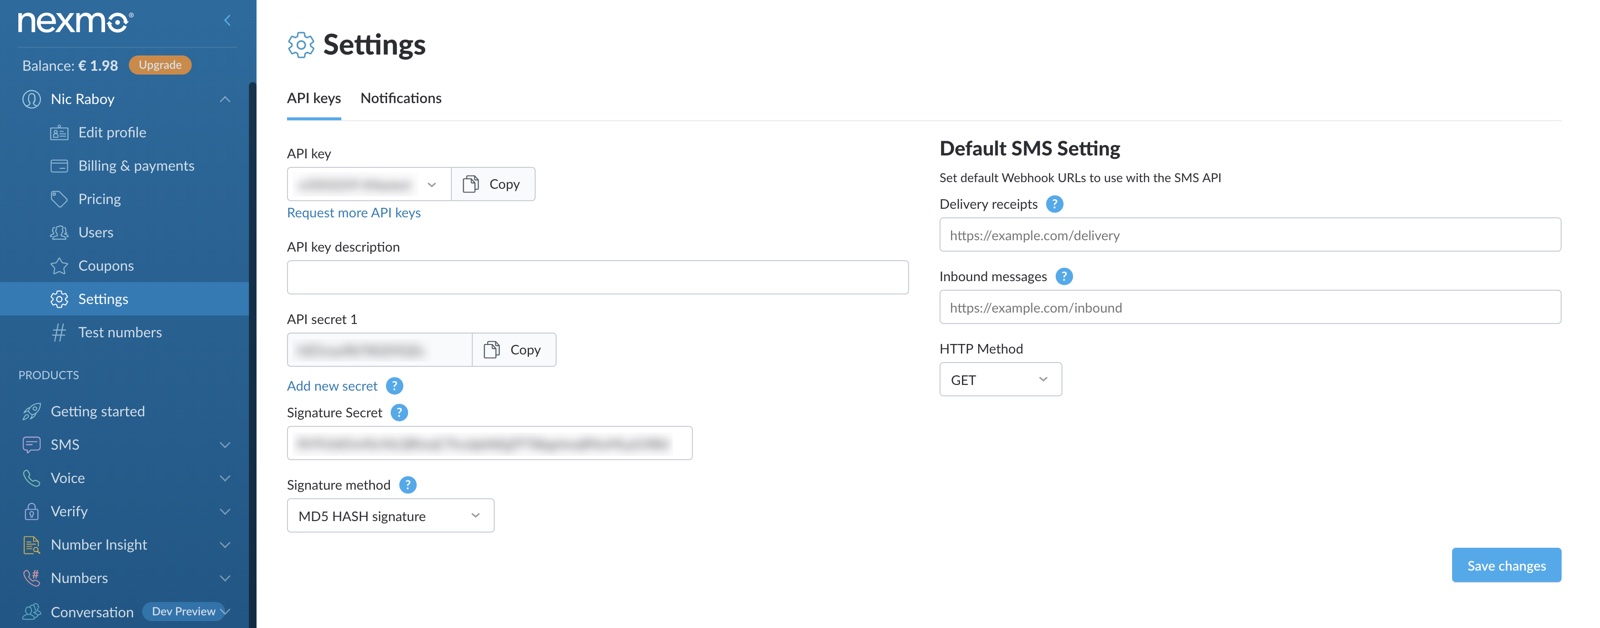 nexmo®
Balance: € 1.98 Upgrade
Nic Raboy
Edit profile
Billing & payments
Pricing
Users
Coupons
Settings
Test numbers
PRODUCTS
Getting started
SMS
Voice
Verify
Number Insight
Numbers
Conversation Dev Preview
Settings
API keys Notifications
API key
Copy
Request more API keys
API key description
API secret 1
Copy
Add new secret ?
Signature Secret ?
Signature method ?
MD5 HASH signature
Default SMS Setting
Set default Webhook URLs to use with the SMS API
Delivery receipts ?
https://example.com/delivery
Inbound messages ?
https://example.com/inbound
HTTP Method
GET
Save changes